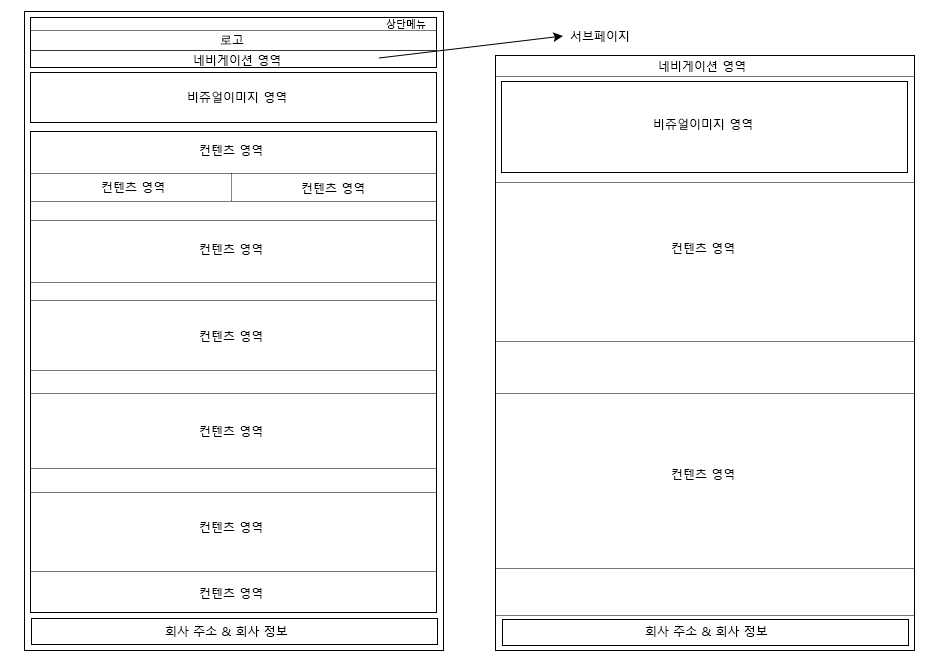 상단메뉴
로고
네비게이션 영역
비쥬얼이미지 영역
컨텐츠 영역
컨텐츠 영역
컨텐츠 영역
컨텐츠 영역
컨텐츠 영역
컨텐츠 영역
컨텐츠 영역
컨텐츠 영역
회사 주소 & 회사 정보
서브페이지
네비게이션 영역
비쥬얼이미지 영역
컨텐츠 영역
컨텐츠 영역
회사 주소 & 회사 정보